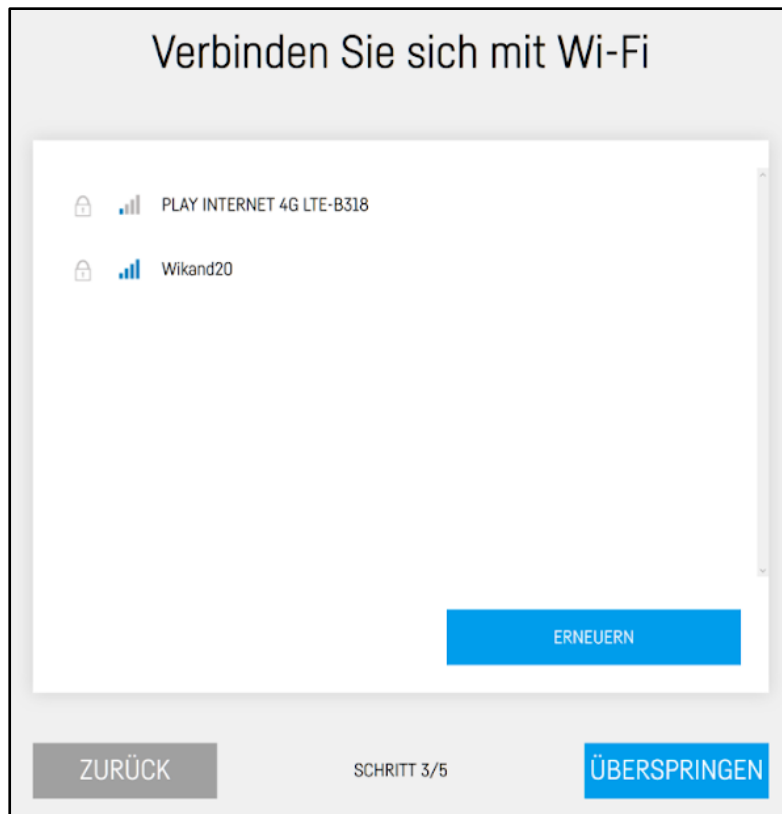 Verbinden Sie sich mit Wi-Fi
PLAY INTERNET 4G LTE-B318
Wikand20
ERNEUERN
ZURÜCK
SCHRITT 3/5
ÜBERSPRINGEN